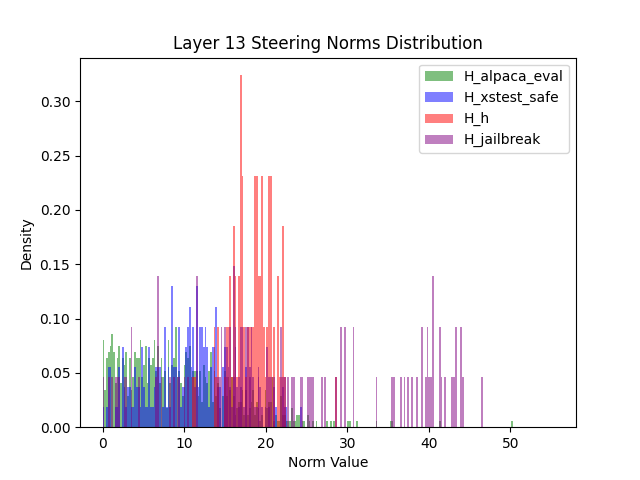 Layer 13 Steering Norms Distribution
H_alpaca_eval
H_xstest_safe
H_h
H_jailbreak
Density
0.30
0.25
0.20
0.15
0.10
0.05
0.00
0 10 20 30 40 50
Norm Value